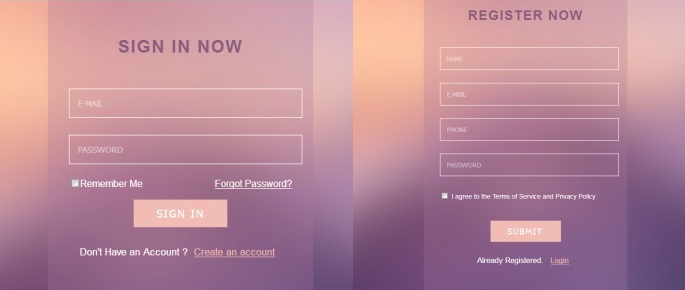 SIGN IN NOW
E-MAIL
PASSWORD
Remember Me Forgot Password?
SIGN IN
Don't Have an Account ? Create an account
REGISTER NOW
NAME
E-MAIL
PHONE
PASSWORD
I agree to the Terms of Service and Privacy Policy
SUBMIT
Already Registered. Login